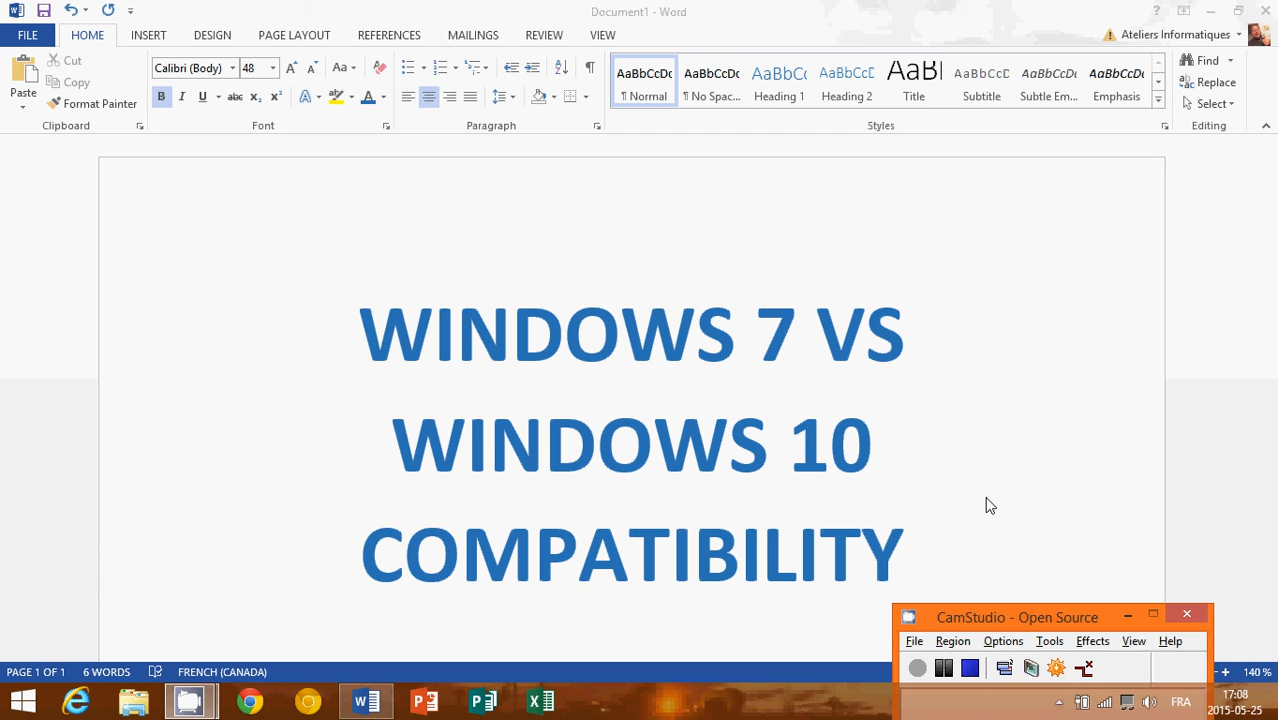 Document1 - Word
FILE HOME INSERT DESIGN PAGE LAYOUT REFERENCES MAILINGS REVIEW VIEW Ateliers Informatiques
Cut
Copy
Format Painter
Paste
Clipboard
Calibri (Body) 48
Font
Paragraph
AaBbCcDc AaBbCcDc AaBbCc AaBbCcD AaBl AaBbCcD AaBbCcDc AaBbCcDc
¶ Normal ¶ No Spac... Heading 1 Heading 2 Title Subtitle Subtle Em... Emphasis
Styles
Find
Replace
Select
Editing
WINDOWS 7 VS
WINDOWS 10
COMPATIBILITY
CamStudio - Open Source
File Region Options Tools Effects View Help
PAGE 1 OF 1 6 WORDS FRENCH (CANADA) 140 %
FRA
17:08
2015-05-25